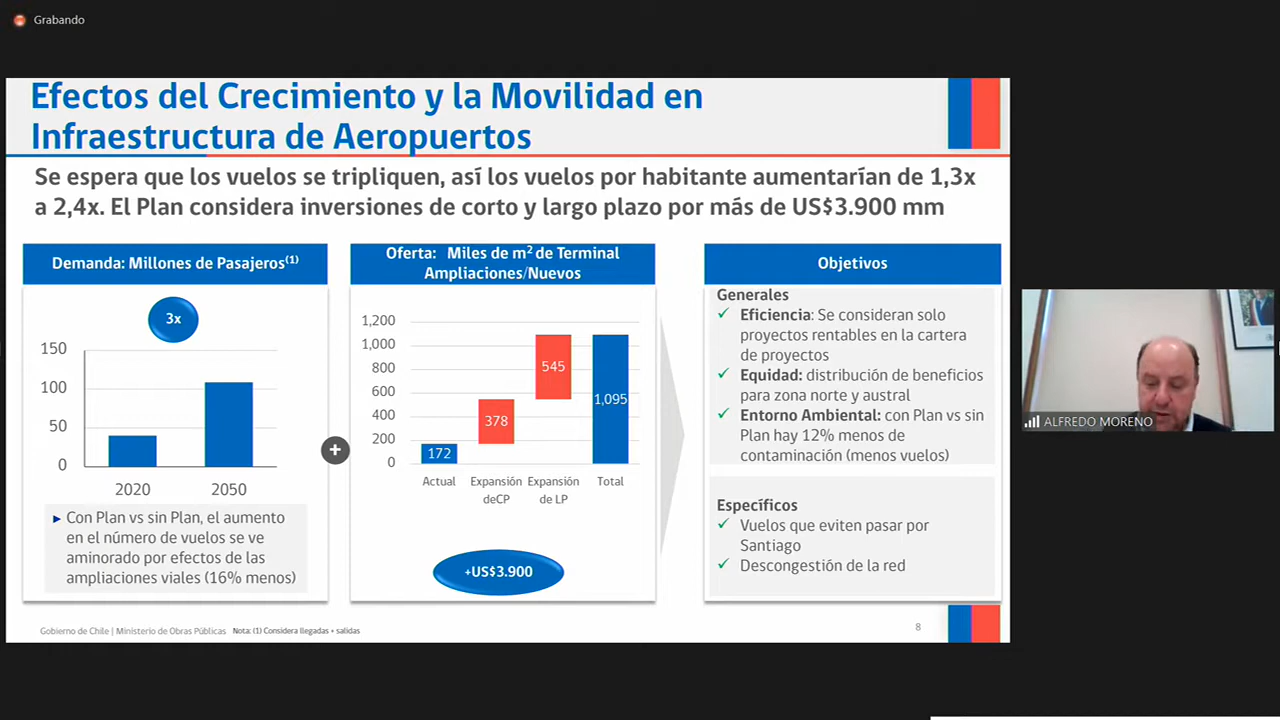 Grabando
Efectos del Crecimiento y la Movilidad en
Infraestructura de Aeropuertos
Se espera que los vuelos se tripliquen, así los vuelos por habitante aumentarían de 1,3x
a 2,4x. El Plan considera inversiones de corto y largo plazo por más de US$3.900 mm
Demanda: Millones de Pasajeros(1)
3x
150
100
50
0
2020 2050
► Con Plan vs sin Plan, el aumento
en el número de vuelos se ve
aminorado por efectos de las
ampliaciones viales (16% menos)
+
Oferta: Miles de m² de Terminal
Ampliaciones/Nuevos
1,200
1,000
800
600
400
200
0
172
378
545
1,095
Actual Expansión Expansión Total
deCP de LP
+US$3.900
Objetivos
Generales
✓ Eficiencia: Se consideran solo
proyectos rentables en la cartera
de proyectos
✓ Equidad: distribución de beneficios
para zona norte y austral
✓ Entorno Ambiental: con Plan vs sin
Plan hay 12% menos de
contaminación (menos vuelos)
Específicos
✓ Vuelos que eviten pasar por
Santiago
✓ Descongestión de la red
Gobierno de Chile | Ministerio de Obras Públicas Nota: (1) Considera llegadas + salidas
8
ALFREDO MORENO